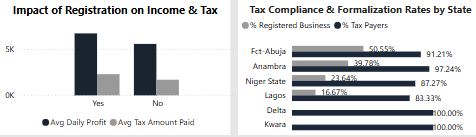 Impact of Registration on Income & Tax
5K
0K
Yes
No
Avg Daily Profit
Avg Tax Amount Paid
Tax Compliance & Formalization Rates by State
% Registered Business
% Tax Payers
Fct-Abuja
50.55%
91.21%
Anambra
39.78%
97.24%
Niger State
23.64%
87.27%
Lagos
16.67%
83.33%
Delta
100.00%
Kwara
100.00%